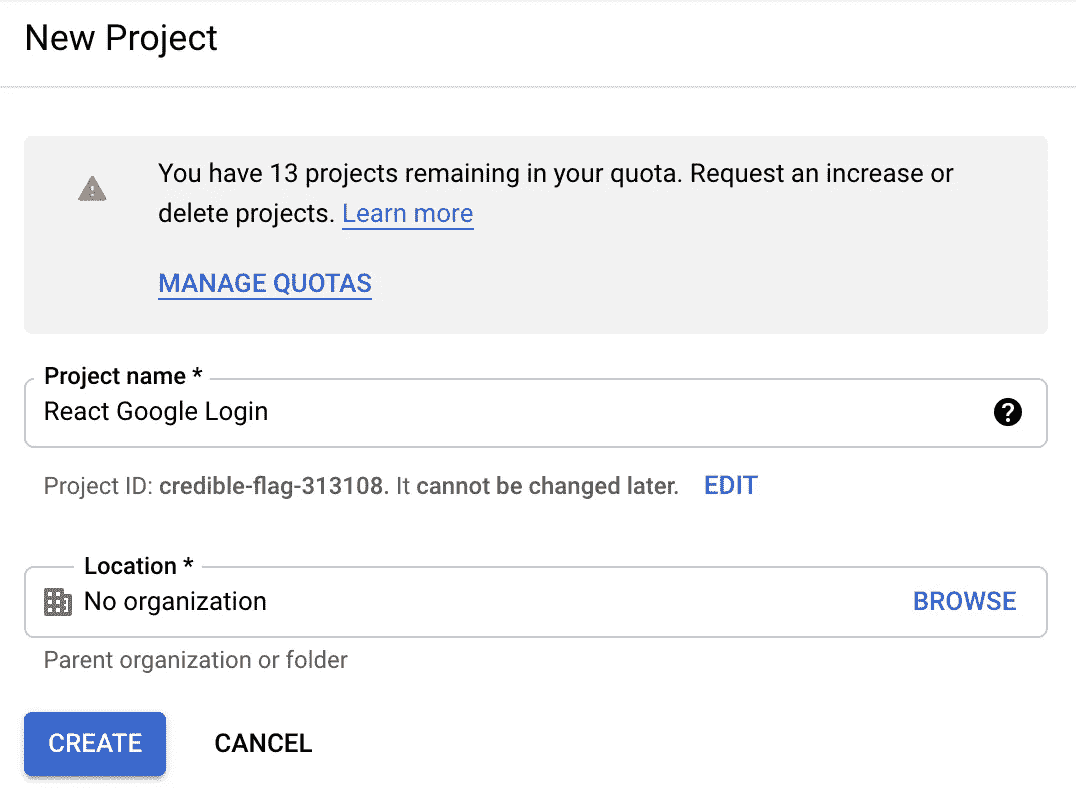 New Project
You have 13 projects remaining in your quota. Request an increase or
delete projects. Learn more
MANAGE QUOTAS
Project name *
React Google Login
Project ID: credible-flag-313108. It cannot be changed later. EDIT
Location *
No organization BROWSE
Parent organization or folder
CREATE CANCEL